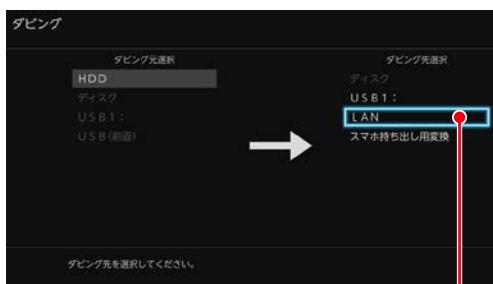 ダビング
ダビング元選択
HDD
ディスク
USB1:
USB(前面)
ダビング先選択
ディスク
USB1:
LAN
スマホ持ち出し用変換
ダビング先を選択してください。